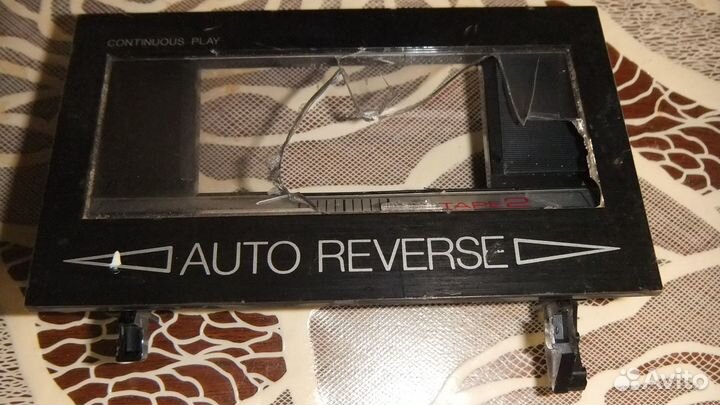 CONTINUOUS PLAY
TAPE 2
AUTO REVERSE
Avito